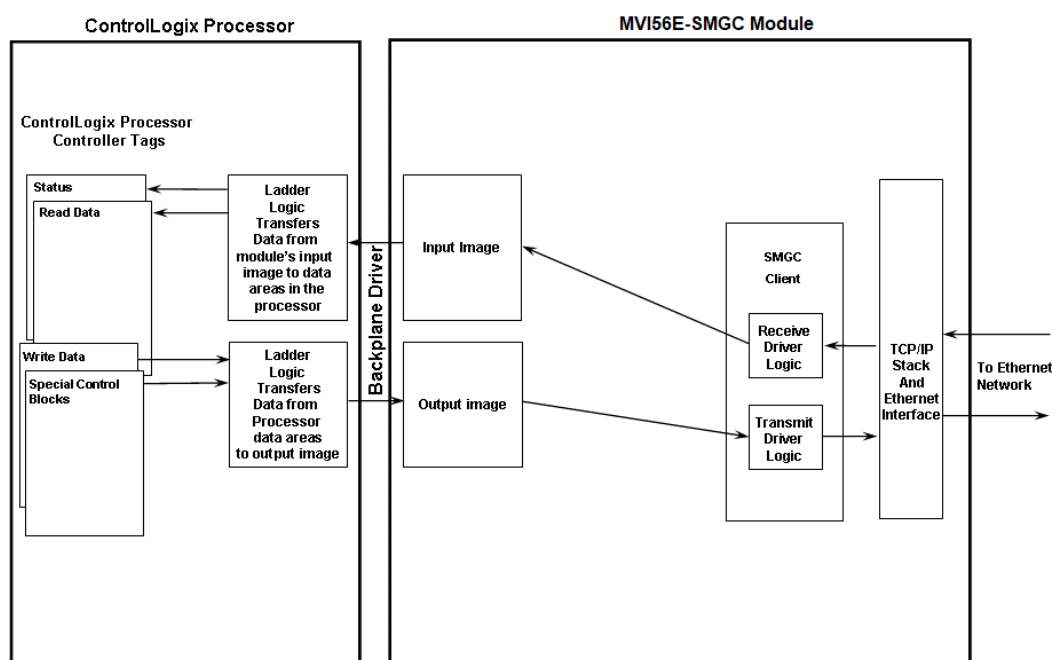 ControlLogix Processor
MVI56E-SMGC Module
ControlLogix Processor
Controller Tags
Status
Read Data
Write Data
Special Control
Blocks
Ladder
Logic
Transfers
Data from
module's input
image to data
areas in the
processor
Ladder
Logic
Transfers
Data from
Processor
data areas
to output image
Backplane Driver
Input Image
Output image
SMGC
Client
Receive
Driver
Logic
Transmit
Driver
Logic
TCP/IP
Stack
And
Ethernet
Interface
To Ethernet
Network